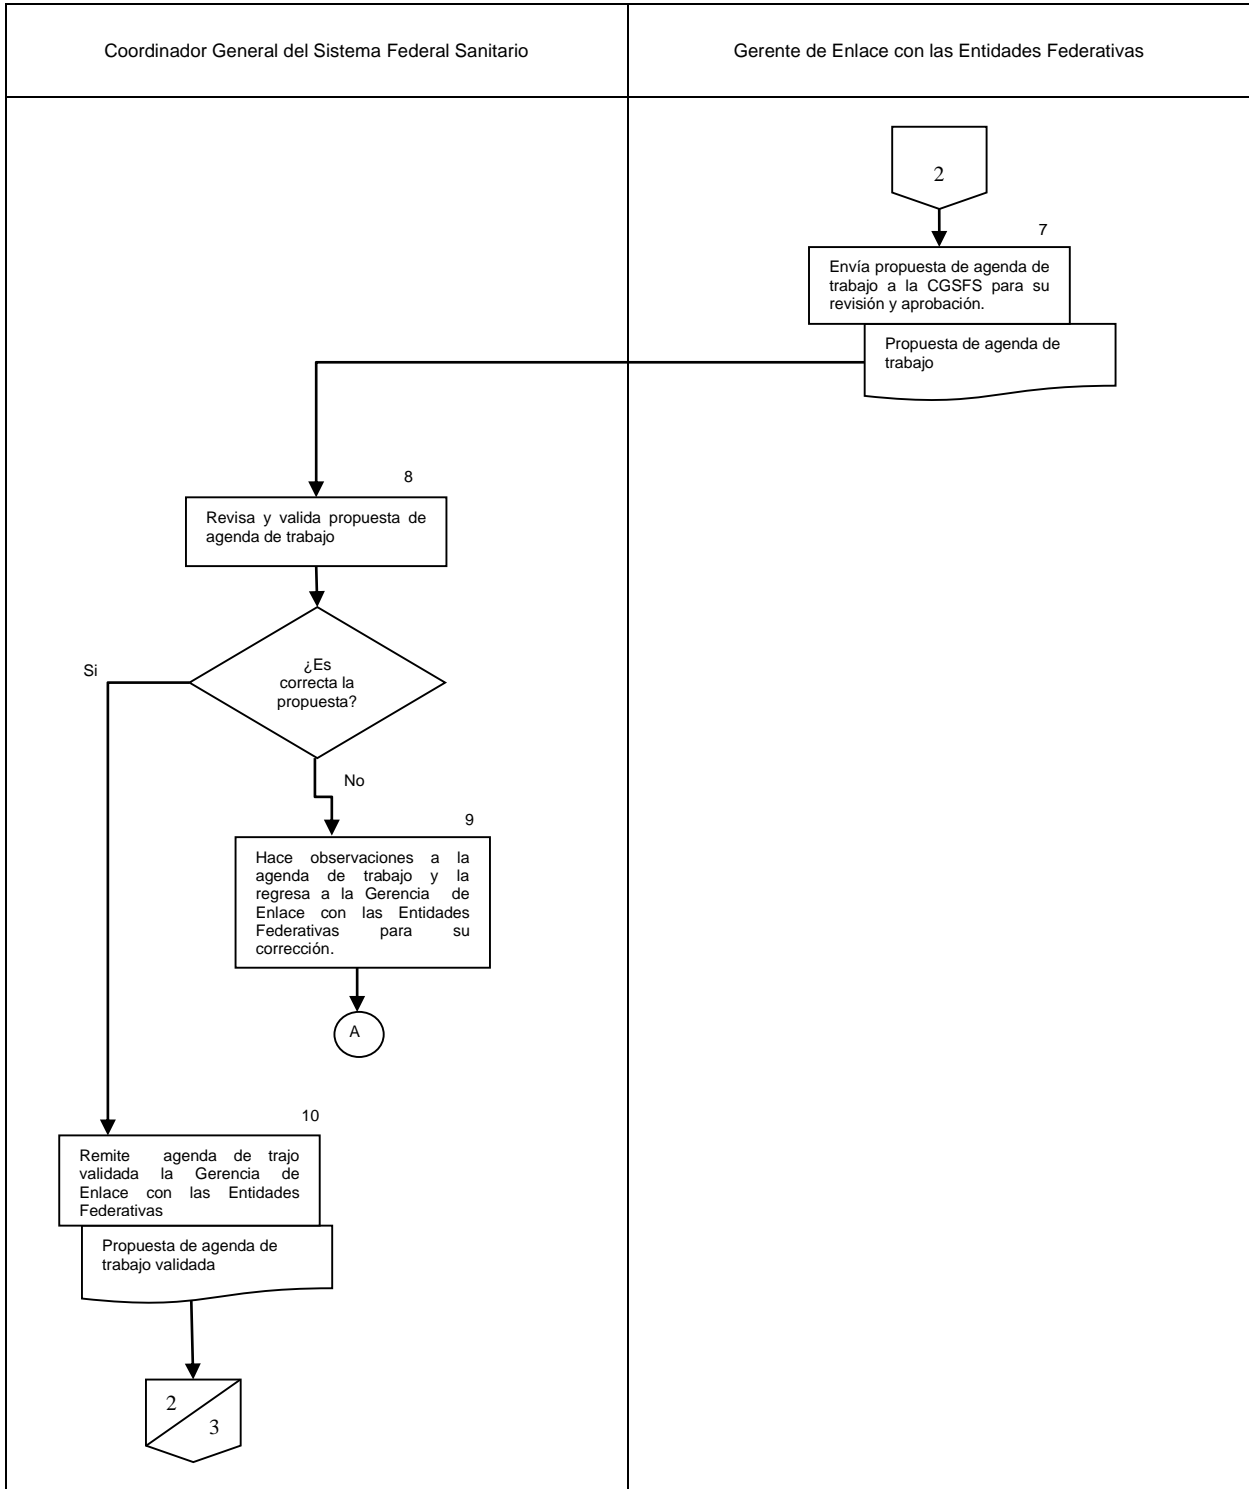 Coordinador General del Sistema Federal Sanitario
Gerente de Enlace con las Entidades Federativas
2
7
Envía propuesta de agenda de
trabajo a la CGSFS para su
revisión y aprobación.
Propuesta de agenda de
trabajo
8
Revisa y valida propuesta de
agenda de trabajo
¿Es
correcta la
propuesta?
Si
No
9
Hace observaciones a la
agenda de trabajo y la
regresa a la Gerencia de
Enlace con las Entidades
Federativas para su
corrección.
A
10
Remite agenda de trajo
validada la Gerencia de
Enlace con las Entidades
Federativas
Propuesta de agenda de
trabajo validada
2
3